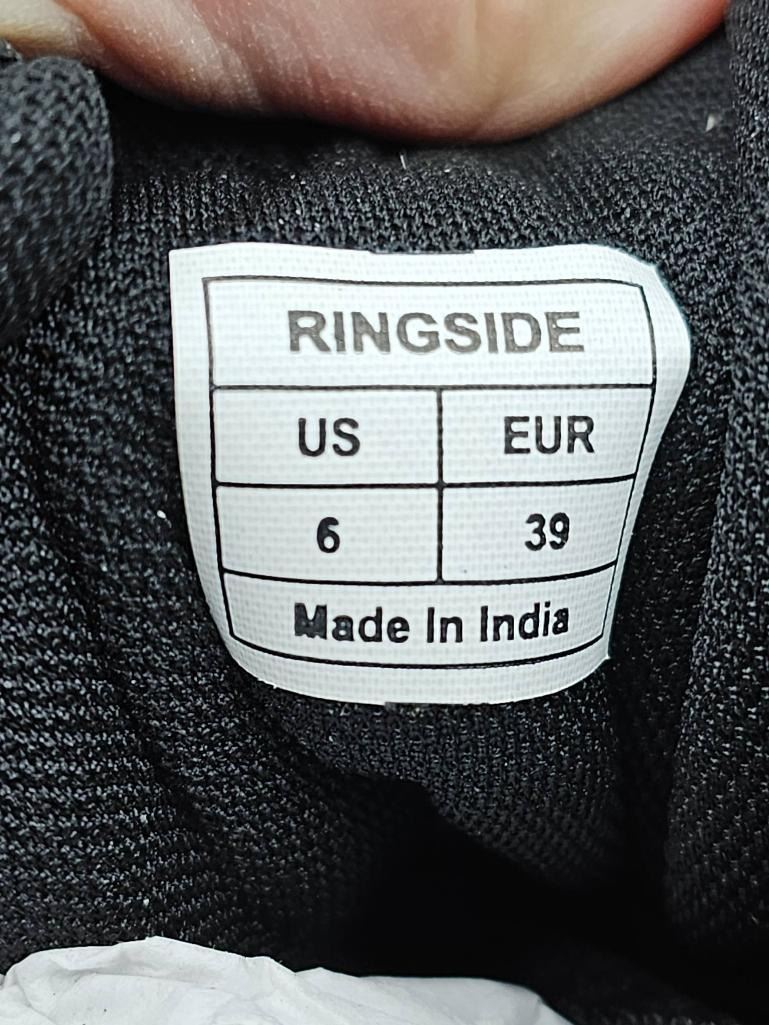 RINGSIDE
US EUR
6 39
Made In India